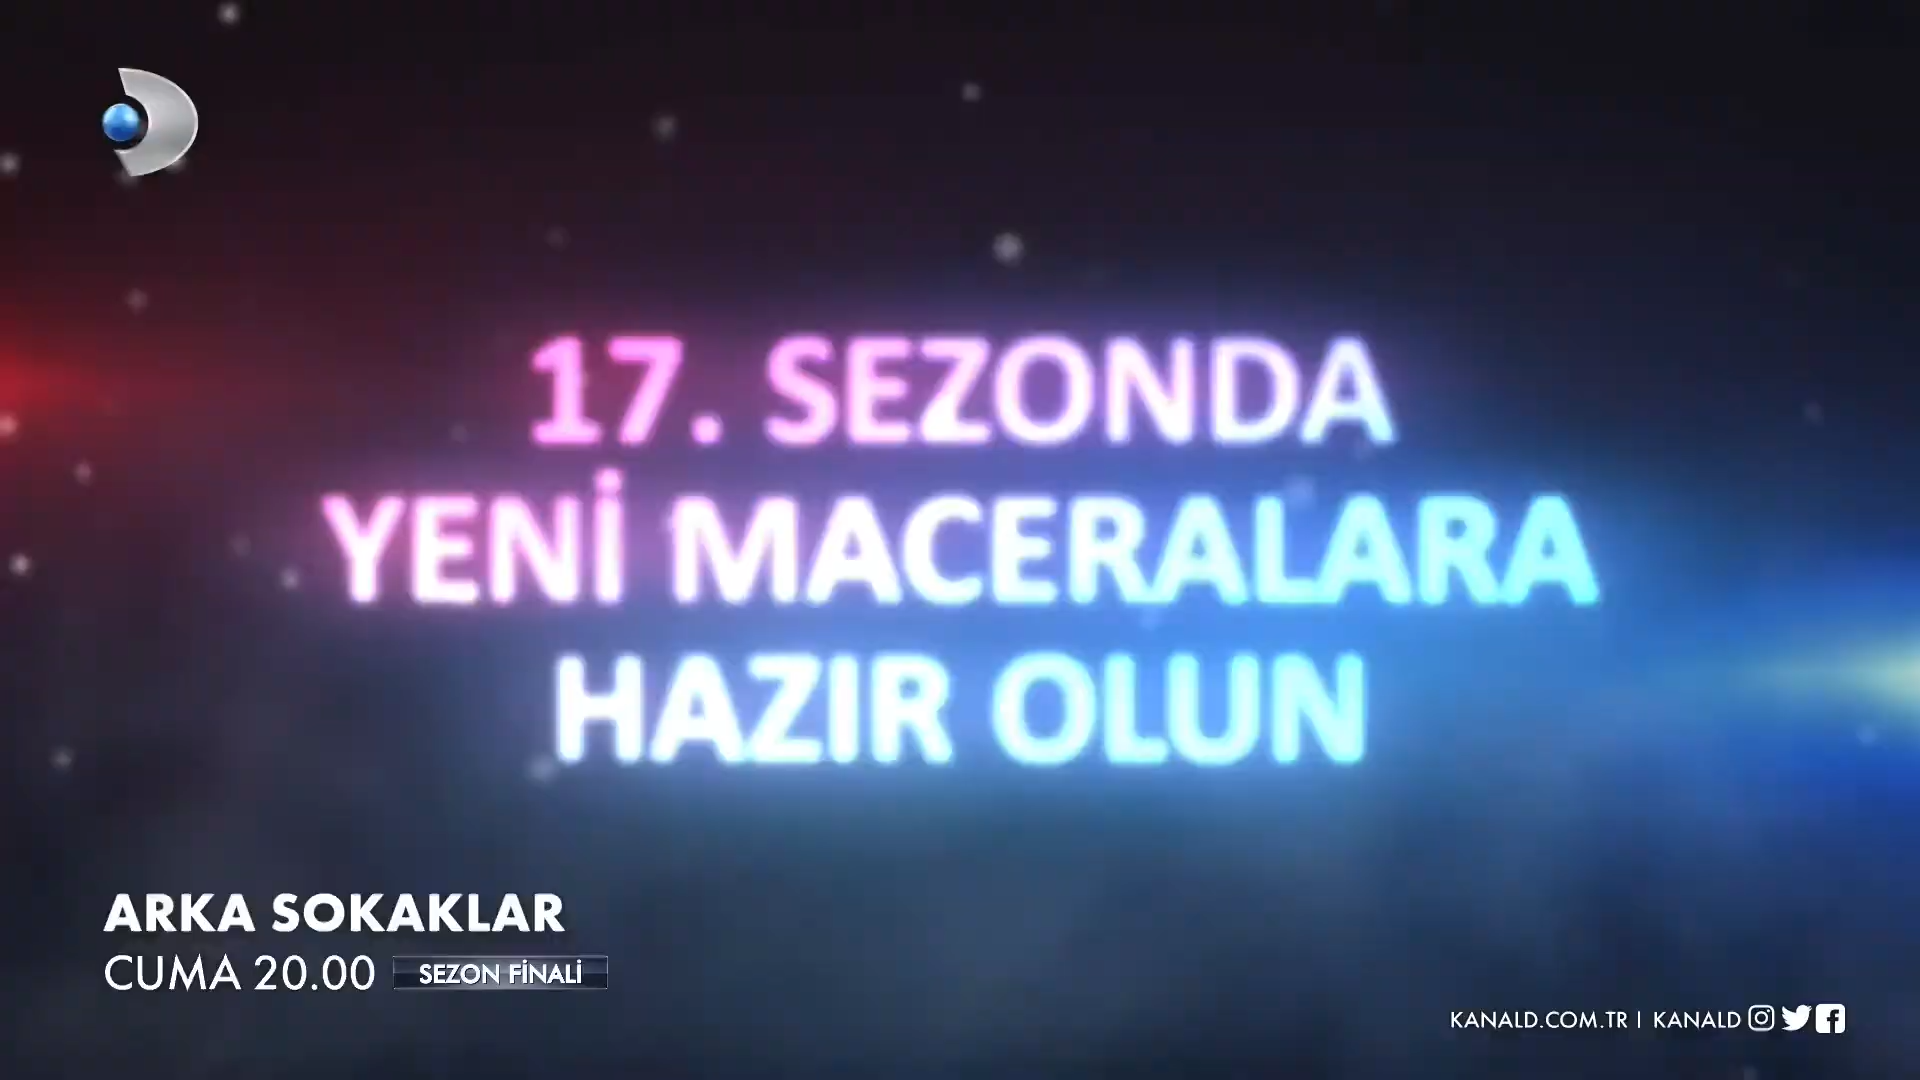 17. SEZONDA
YENİ MACERALARA
HAZIR OLUN
ARKA SOKAKLAR
CUMA 20.00 SEZON FİNALİ
KANALD.COM.TR | KANALD